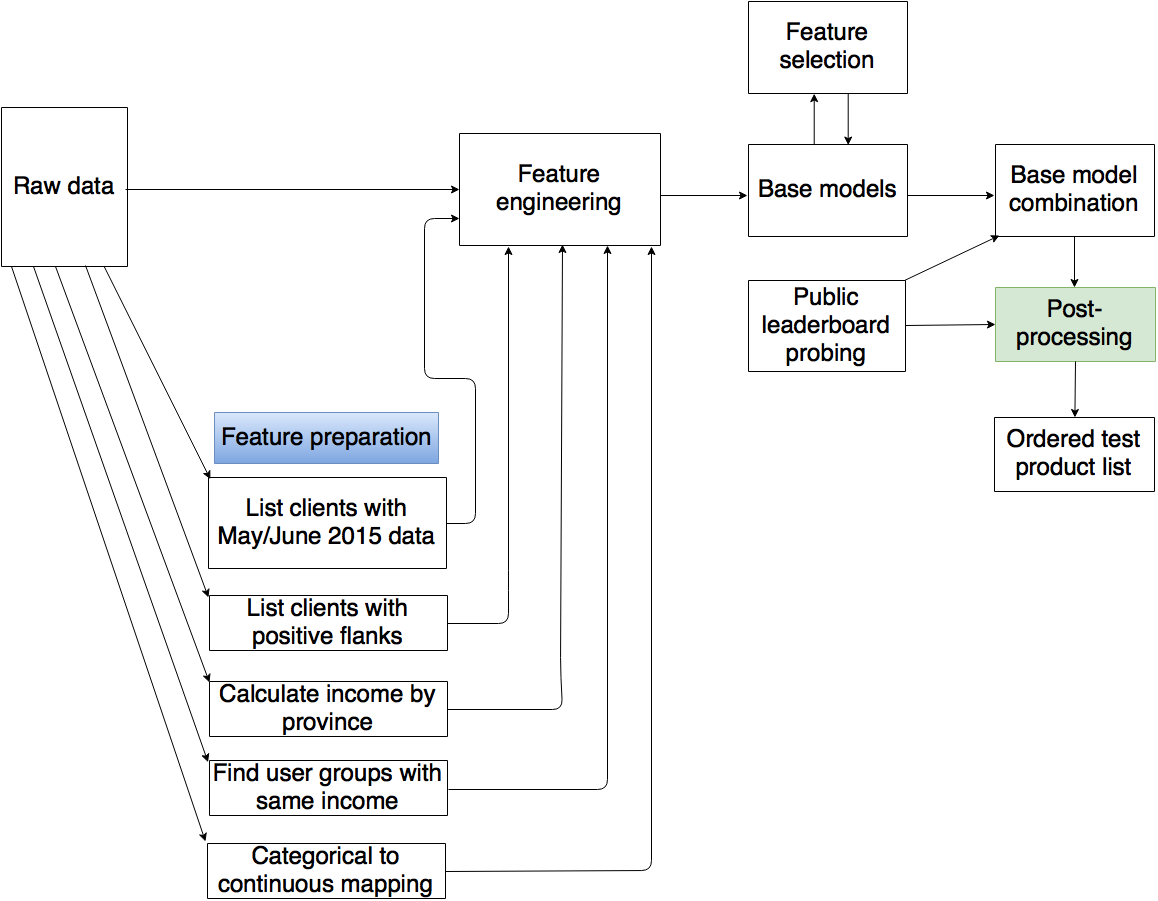 Feature
selection
Raw data
Feature
engineering
Base models
Base model
combination
Public
leaderboard
probing
Post-
processing
Ordered test
product list
Feature preparation
List clients with
May/June 2015 data
List clients with
positive flanks
Calculate income by
province
Find user groups with
same income
Categorical to
continuous mapping